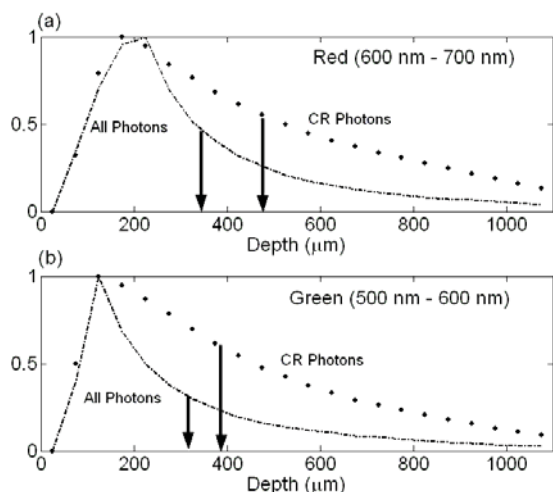 (a)
1
Red (600 nm - 700 nm)
All Photons
CR Photons
0.5
0
0 200 400 600 800 1000
Depth (μm)
(b)
1
Green (500 nm - 600 nm)
CR Photons
0.5
All Photons
0
0 200 400 600 800 1000
Depth (μm)